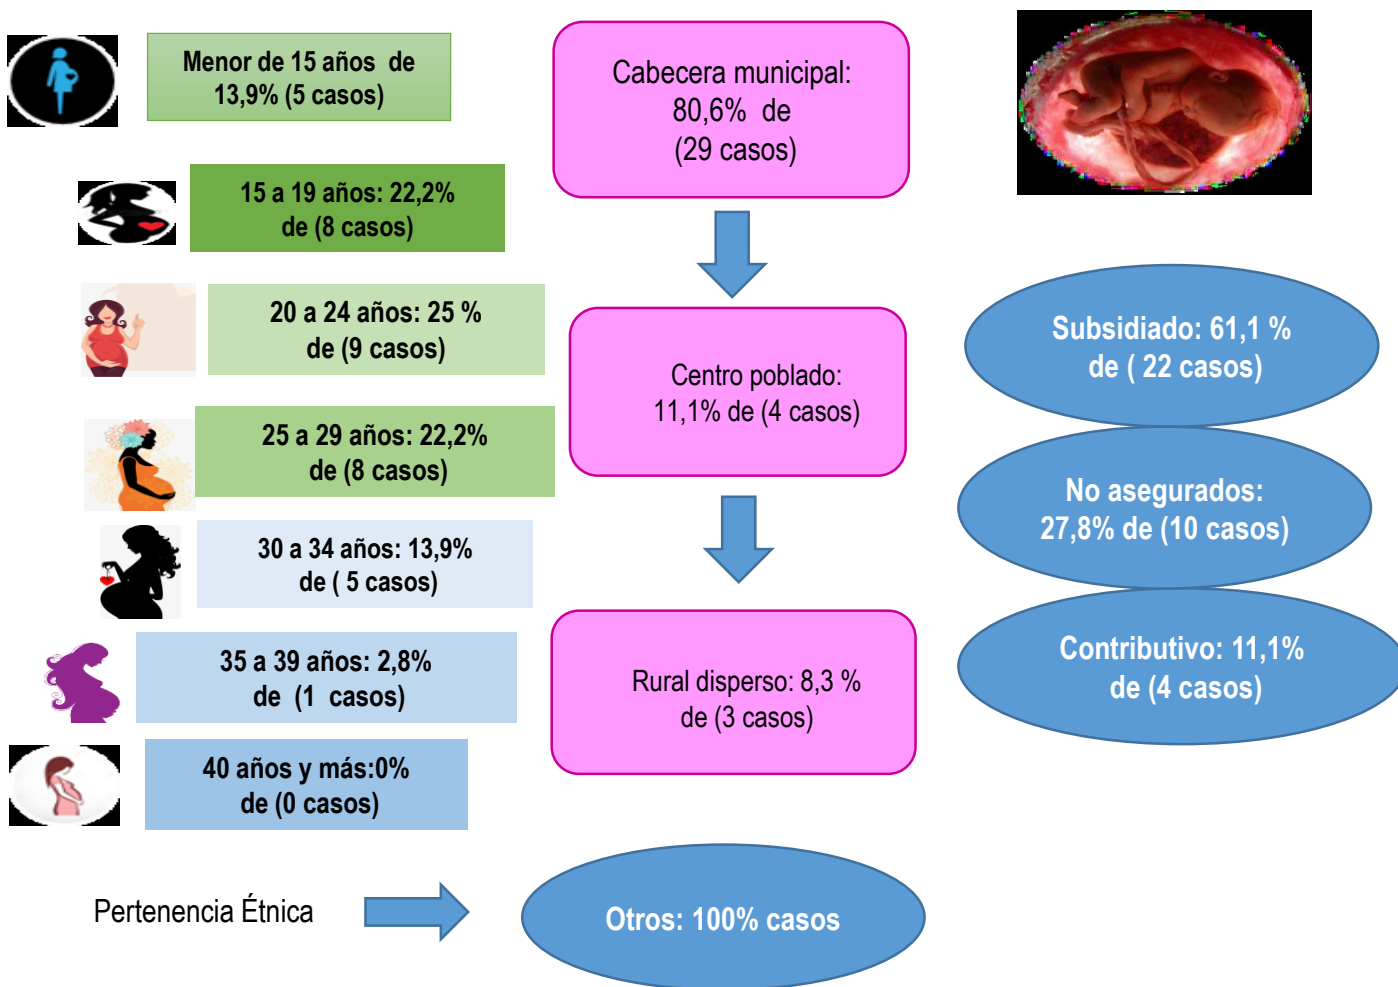 Menor de 15 años de
13,9% (5 casos)
15 a 19 años: 22,2%
de (8 casos)
20 a 24 años: 25 %
de (9 casos)
25 a 29 años: 22,2%
de (8 casos)
30 a 34 años: 13,9%
de ( 5 casos)
35 a 39 años: 2,8%
de (1 casos)
40 años y más:0%
de (0 casos)
Cabecera municipal:
80,6% de
(29 casos)
Centro poblado:
11,1% de (4 casos)
Rural disperso: 8,3 %
de (3 casos)
Subsidiado: 61,1 %
de ( 22 casos)
No asegurados:
27,8% de (10 casos)
Contributivo: 11,1%
de (4 casos)
Pertenencia Étnica
Otros: 100% casos